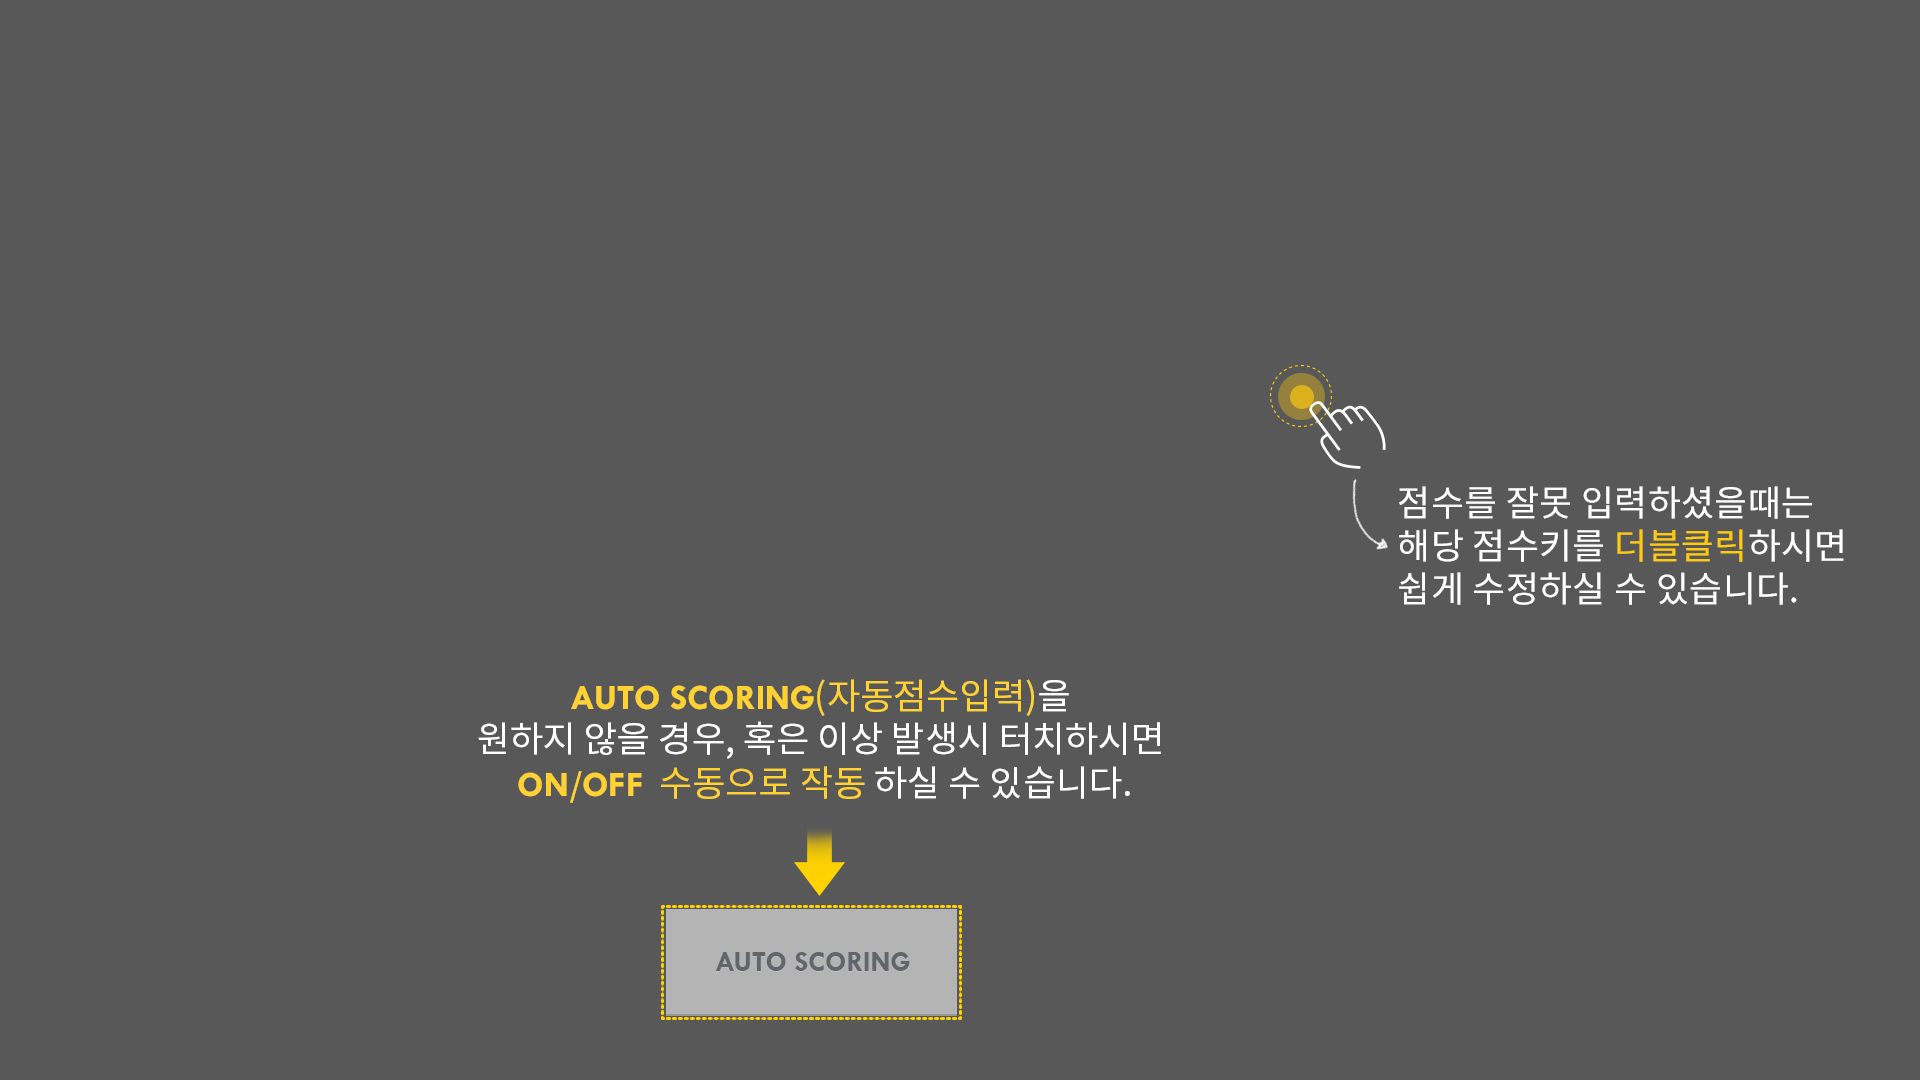 점수를 잘못 입력하셨을때는
해당 점수키를 더블클릭하시면
쉽게 수정하실 수 있습니다.
AUTO SCORING(자동점수입력)을
원하지 않을 경우, 혹은 이상 발생시 터치하시면
ON/OFF 수동으로 작동 하실 수 있습니다.
AUTO SCORING